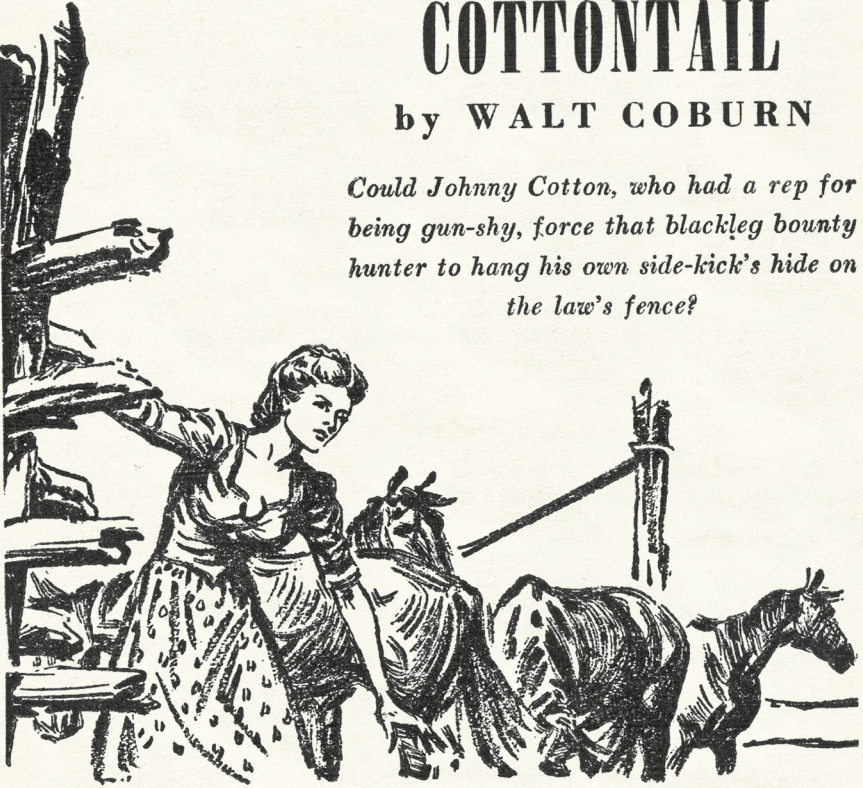 COTTONTAIL
by WALT COBURN
Could Johnny Cotton, who had a rep for
being gun-shy, force that blackleg bounty
hunter to hang his own side-kick's hide on
the law's fence?